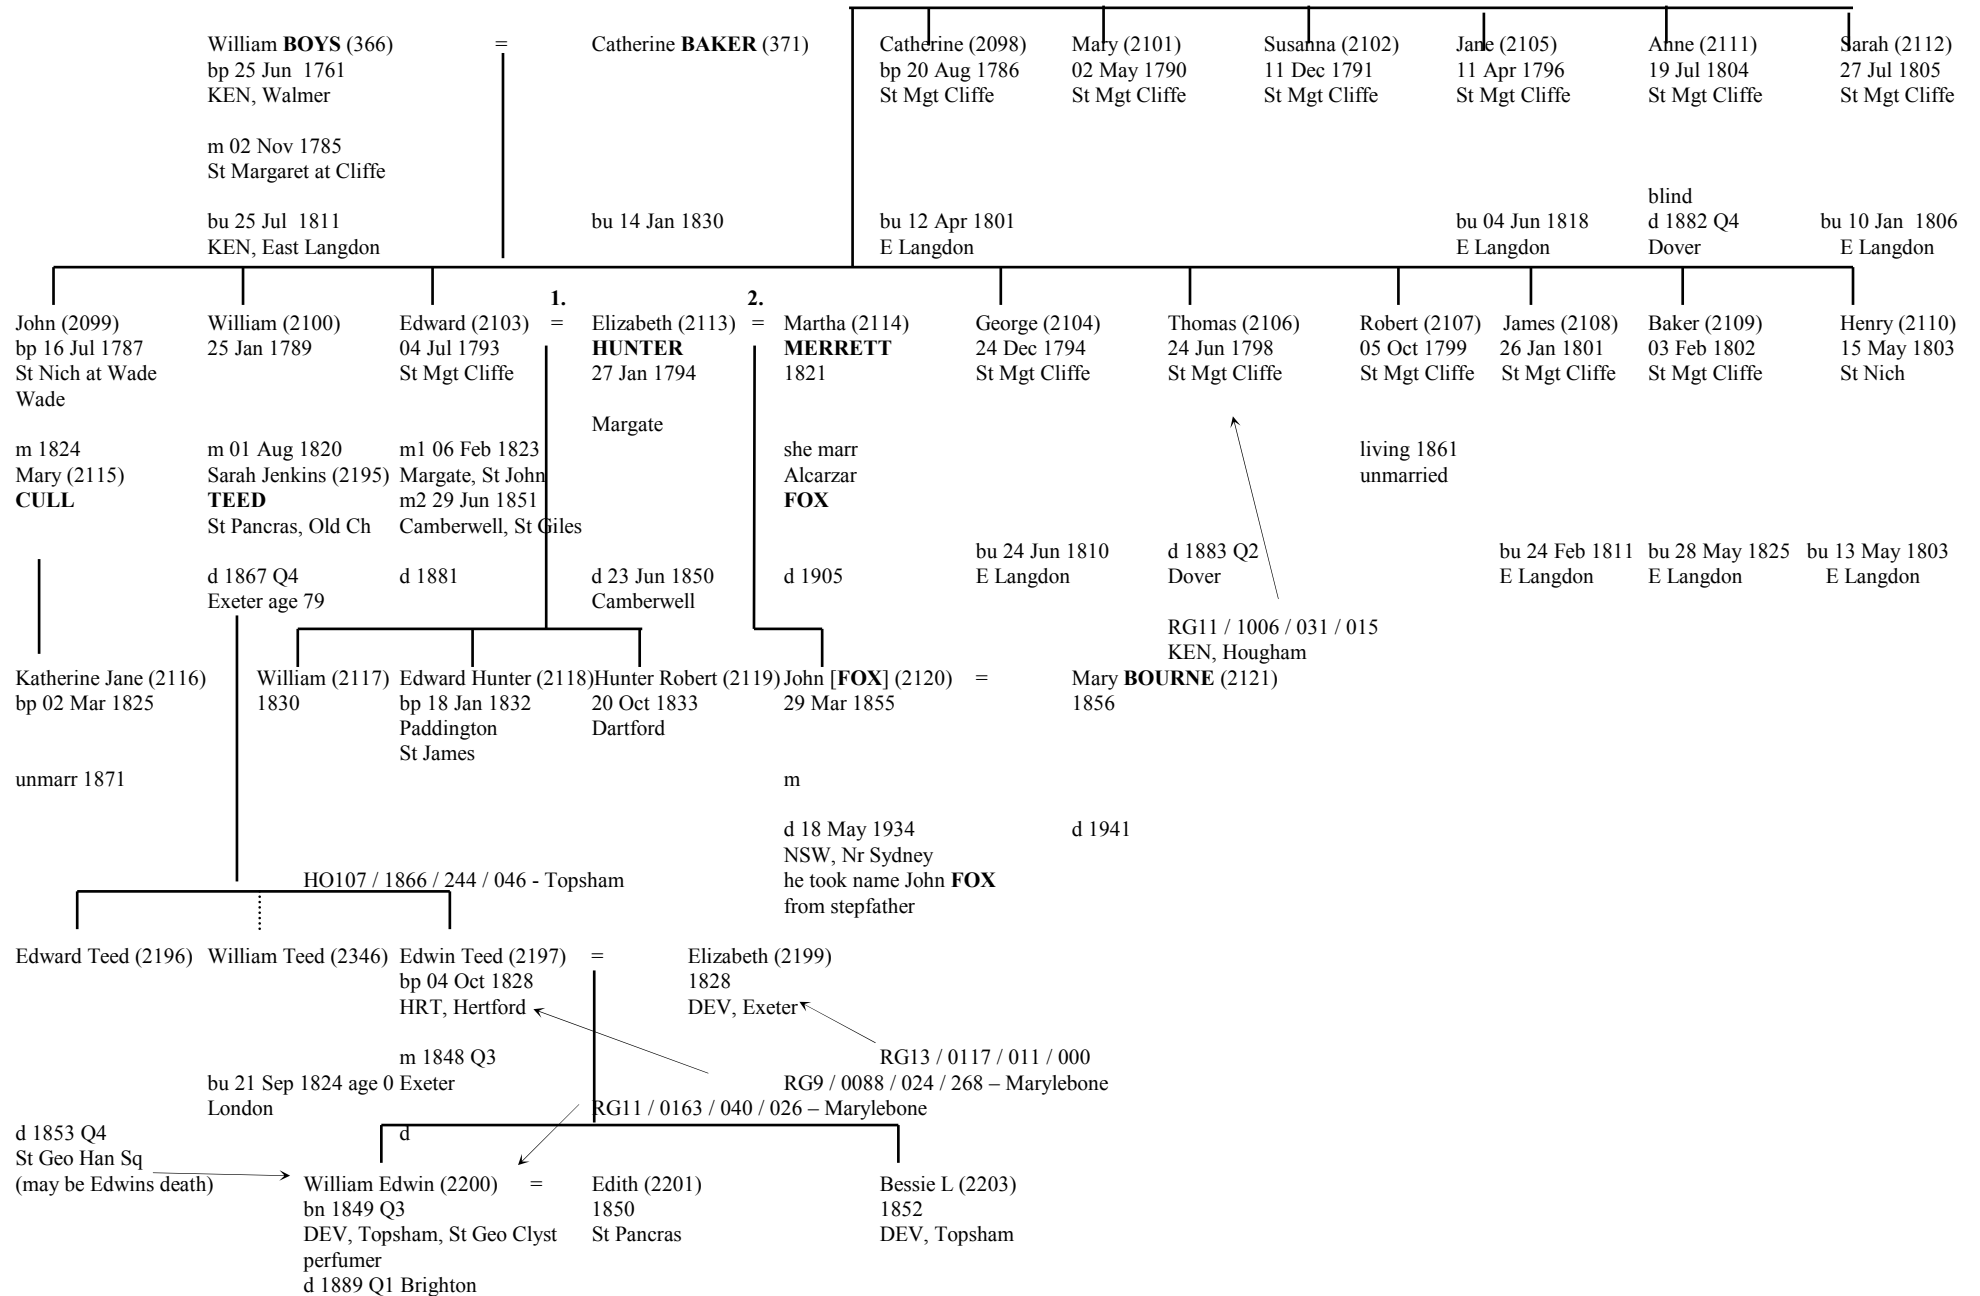 William BOYS (366) = Catherine BAKER (371) Catherine (2098) Mary (2101) Susanna (2102) Jane (2105) Anne (2111) Sarah (2112)
bp 25 Jun 1761 bp 20 Aug 1786 02 May 1790 11 Dec 1791 11 Apr 1796 19 Jul 1804 27 Jul 1805
KEN, Walmer St Mgt Cliffe St Mgt Cliffe St Mgt Cliffe St Mgt Cliffe St Mgt Cliffe St Mgt Cliffe
m 02 Nov 1785
St Margaret at Cliffe
blind
bu 25 Jul 1811 bu 14 Jan 1830 bu 12 Apr 1801 bu 04 Jun 1818 d 1882 Q4 bu 10 Jan 1806
KEN, East Langdon E Langdon E Langdon Dover E Langdon
1. 2.
John (2099) William (2100) Edward (2103) = Elizabeth (2113) = Martha (2114) George (2104) Thomas (2106) Robert (2107) James (2108) Baker (2109) Henry (2110)
bp 16 Jul 1787 25 Jan 1789 04 Jul 1793 HUNTER MERRETT 24 Dec 1794 24 Jun 1798 05 Oct 1799 26 Jan 1801 03 Feb 1802 15 May 1803
St Nich at Wade St Mgt Cliffe 27 Jan 1794 1821 St Mgt Cliffe St Mgt Cliffe St Mgt Cliffe St Mgt Cliffe St Mgt Cliffe St Nich
Wade
Margate
m 1824 m 01 Aug 1820 m1 06 Feb 1823 she marr living 1861
Mary (2115) Sarah Jenkins (2195) Margate, St John Alcarzar unmarried
CULL TEED m2 29 Jun 1851 FOX
St Pancras, Old Ch Camberwell, St Giles
bu 24 Jun 1810 d 1883 Q2 bu 24 Feb 1811 bu 28 May 1825 bu 13 May 1803
d 1867 Q4 d 1881 d 23 Jun 1850 d 1905 E Langdon Dover E Langdon E Langdon E Langdon
Exeter age 79 Camberwell
RG11 / 1006 / 031 / 015
KEN, Hougham
Katherine Jane (2116) William (2117) Edward Hunter (2118) Hunter Robert (2119) John [FOX] (2120) = Mary BOURNE (2121)
bp 02 Mar 1825 1830 bp 18 Jan 1832 20 Oct 1833 29 Mar 1855 1856
Paddington Dartford
St James
unmarr 1871 m
d 18 May 1934 d 1941
NSW, Nr Sydney
HO107 / 1866 / 244 / 046 - Topsham he took name John FOX
from stepfather
Edward Teed (2196) William Teed (2346) Edwin Teed (2197) = Elizabeth (2199)
bp 04 Oct 1828 1828
HRT, Hertford DEV, Exeter
m 1848 Q3 RG13 / 0117 / 011 / 000
bu 21 Sep 1824 age 0 Exeter RG9 / 0088 / 024 / 268 – Marylebone
London RG11 / 0163 / 040 / 026 – Marylebone
d 1853 Q4 d
St Geo Han Sq
(may be Edwins death) William Edwin (2200) = Edith (2201) Bessie L (2203)
bn 1849 Q3 1850 1852
DEV, Topsham, St Geo Clyst St Pancras DEV, Topsham
perfumer
d 1889 Q1 Brighton